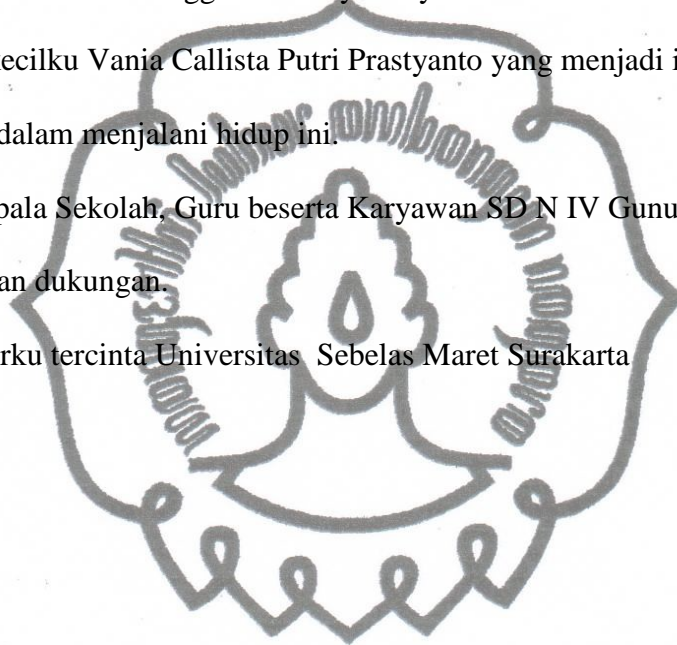 ecilku Vania Callista Putri Prastyanto yang menjadi i
dalam menjalani hidup ini.
pala Sekolah, Guru beserta Karyawan SD N IV Gunu
an dukungan.
rku tercinta Universitas Sebelas Maret Surakarta